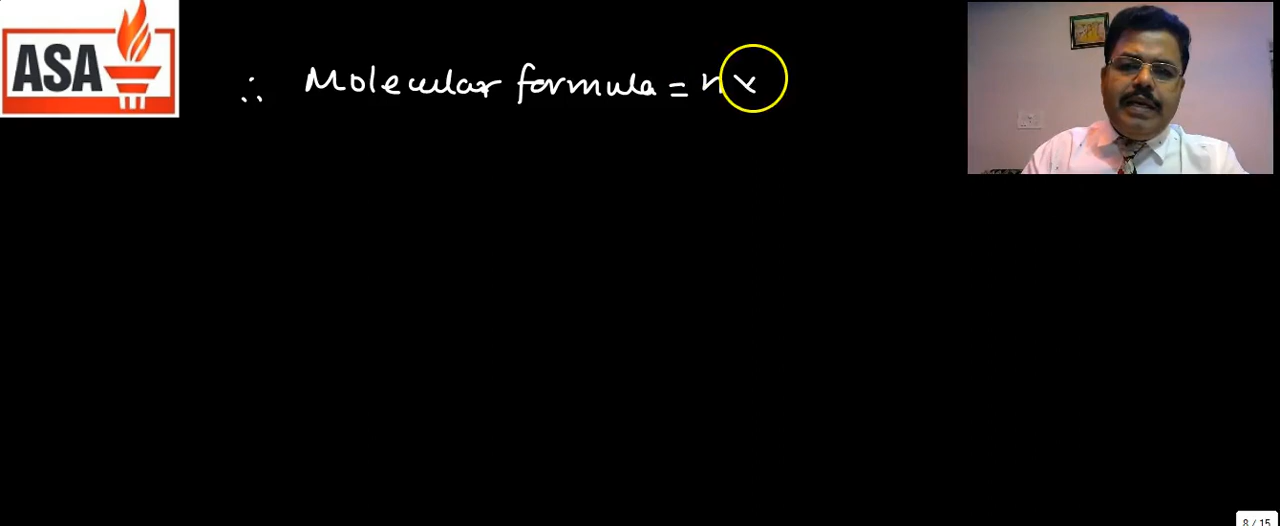 ASA
∴ Molecular formula = n ×
8 / 15